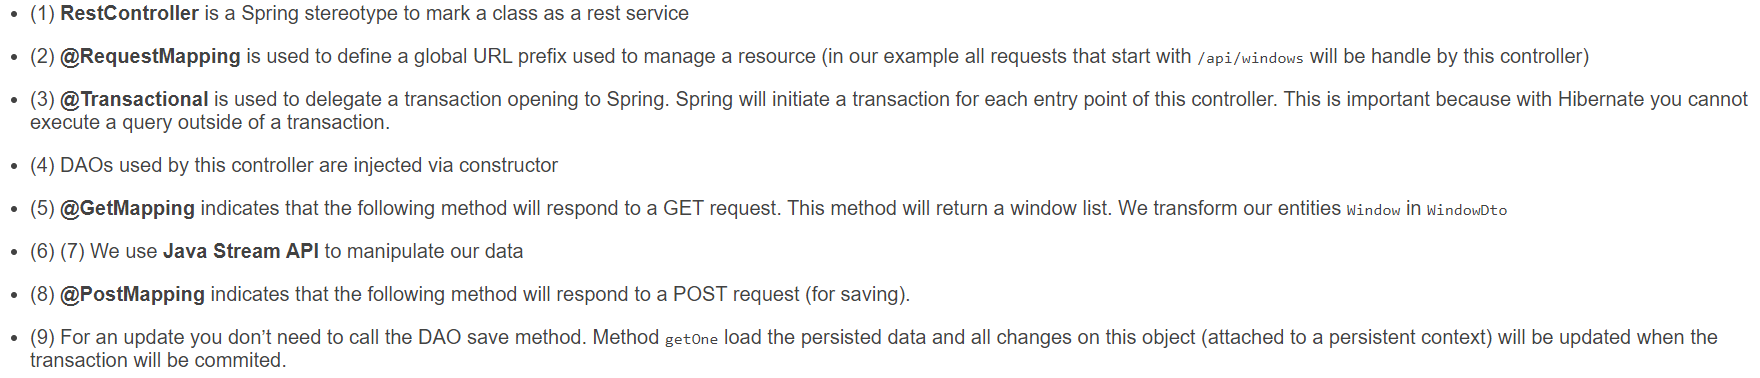 • (1) RestController is a Spring stereotype to mark a class as a rest service
• (2) @RequestMapping is used to define a global URL prefix used to manage a resource (in our example all requests that start with /api/windows will be handle by this controller)
• (3) @Transactional is used to delegate a transaction opening to Spring. Spring will initiate a transaction for each entry point of this controller. This is important because with Hibernate you cannot
execute a query outside of a transaction.
• (4) DAOs used by this controller are injected via constructor
• (5) @GetMapping indicates that the following method will respond to a GET request. This method will return a window list. We transform our entities Window in WindowDto
• (6) (7) We use Java Stream API to manipulate our data
• (8) @PostMapping indicates that the following method will respond to a POST request (for saving).
• (9) For an update you don’t need to call the DAO save method. Method getOne load the persisted data and all changes on this object (attached to a persistent context) will be updated when the
transaction will be commited.